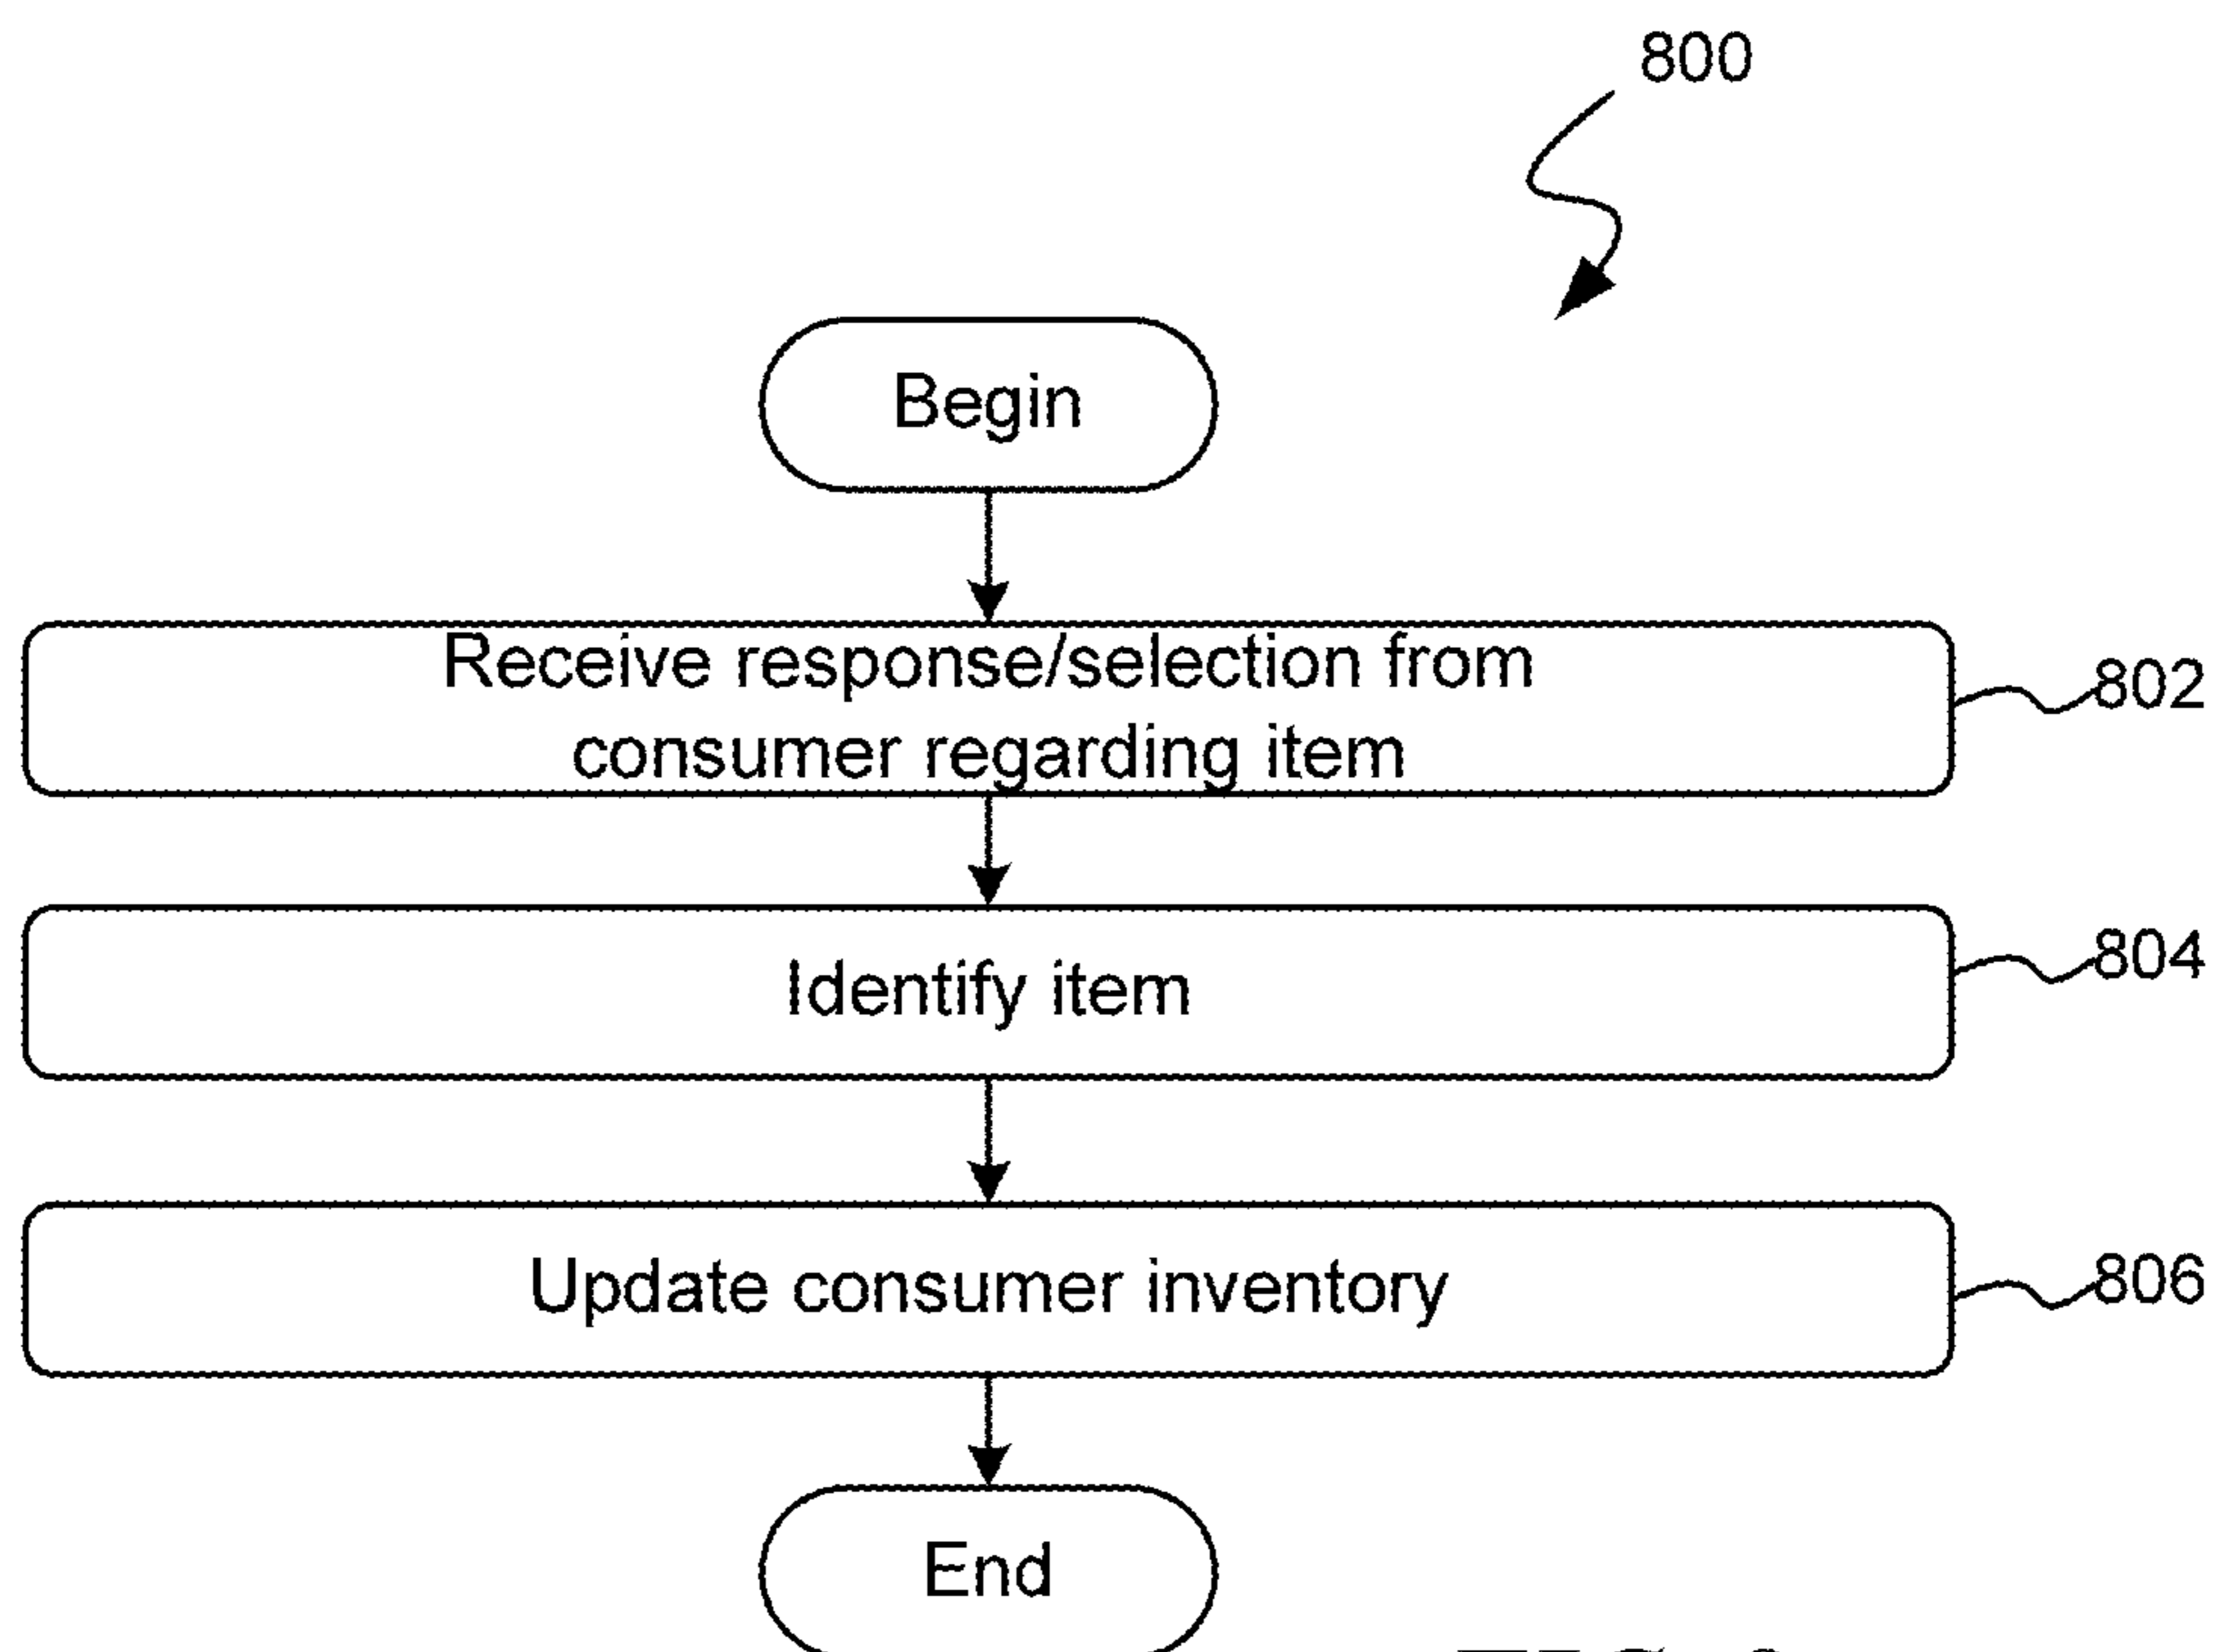 800
Begin
Receive response/selection from
consumer regarding item
802
Identify item
804
Update consumer inventory
806
End